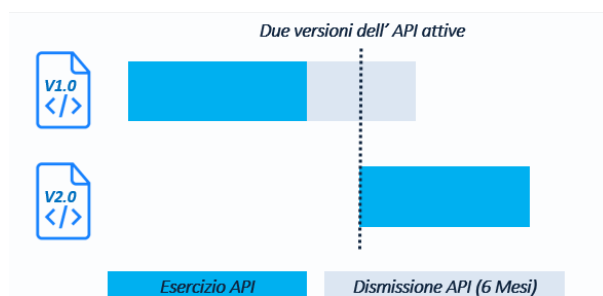 Due versioni dell' API attive
V1.0
</>
V2.0
</>
Esercizio API
Dismissione API (6 Mesi)